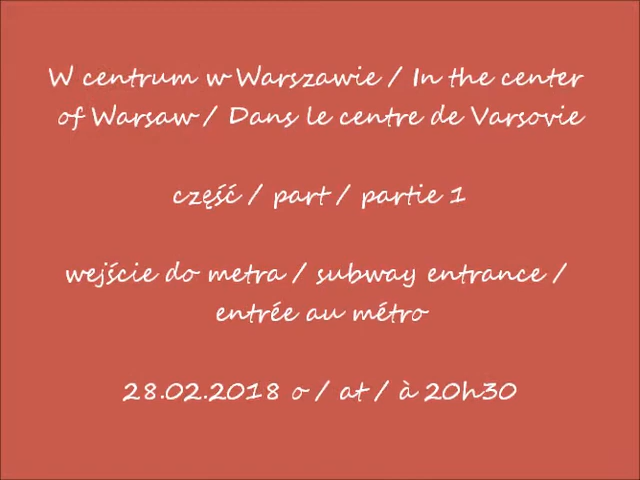 W centrum w Warszawie / In the center
of Warsaw / Dans le centre de Varsovie
część / part / partie 1
wejście do metra / subway entrance /
entrée au métro
28.02.2018 o / at / à 20h30